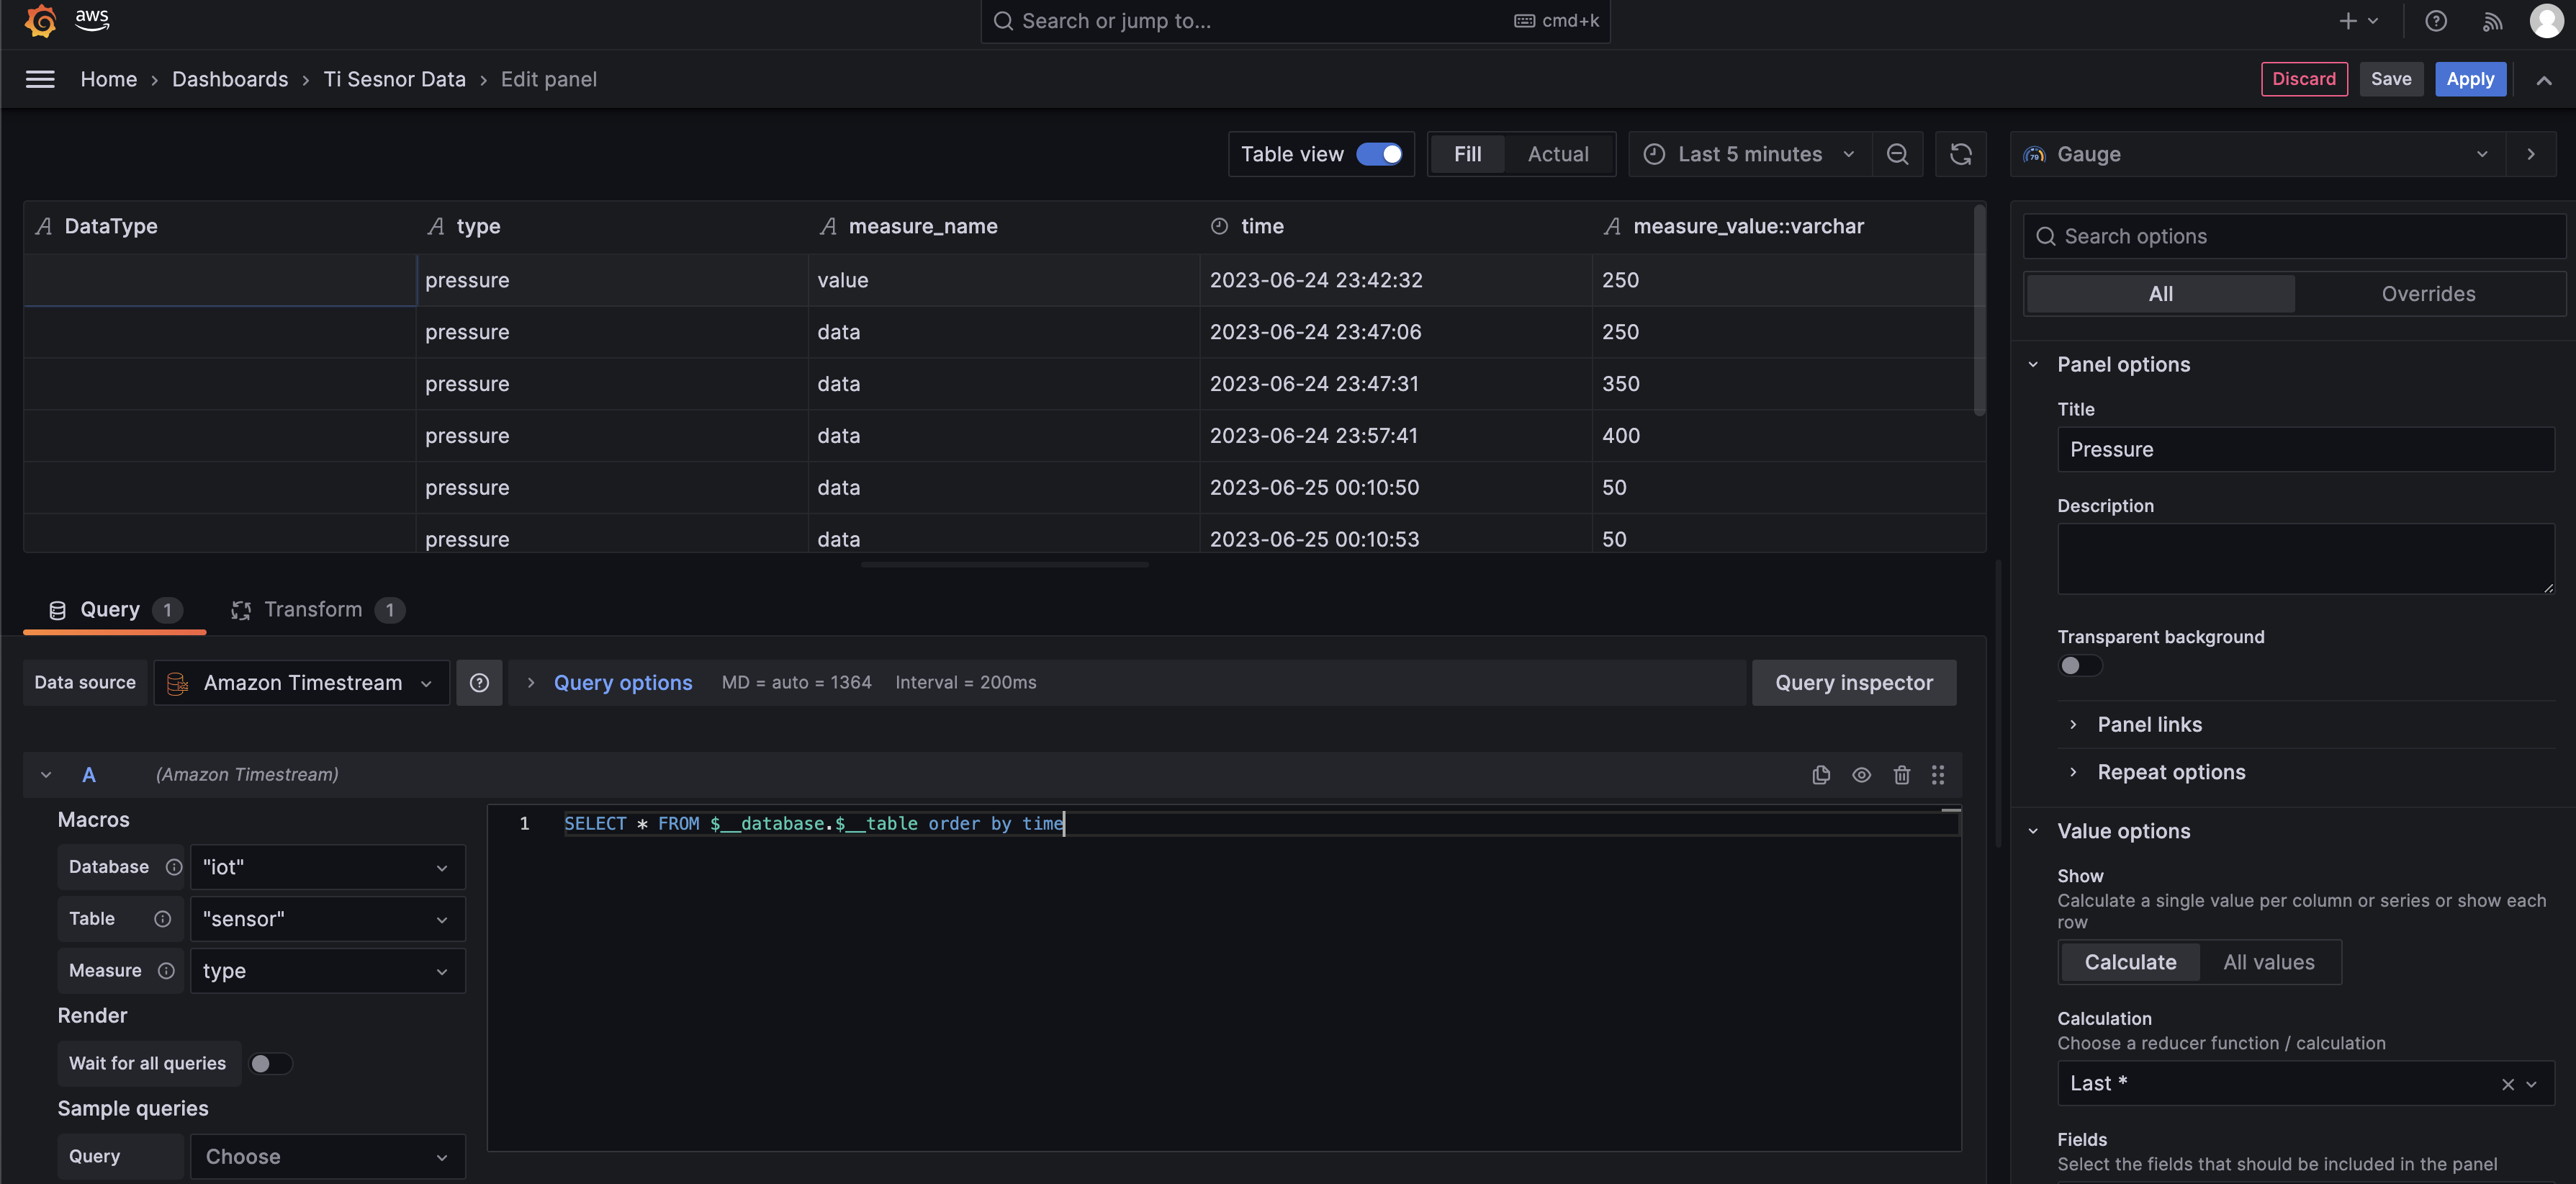 aws
Search or jump to...
cmd+k
Home › Dashboards › Ti Sesnor Data › Edit panel
Discard
Save
Apply
Table view
Fill
Actual
Last 5 minutes
Gauge
DataType type measure_name time measure_value::varchar
pressure value 2023-06-24 23:42:32 250
pressure data 2023-06-24 23:47:06 250
pressure data 2023-06-24 23:47:31 350
pressure data 2023-06-24 23:57:41 400
pressure data 2023-06-25 00:10:50 50
pressure data 2023-06-25 00:10:53 50
Query 1
Transform 1
Data source
Amazon Timestream
Query options
MD = auto = 1364
Interval = 200ms
Query inspector
A
(Amazon Timestream)
Macros
Database "iot"
Table "sensor"
Measure type
Render
Wait for all queries
Sample queries
Query Choose
1 SELECT * FROM $__database.$__table order by time
79
Search options
All
Overrides
Panel options
Title
Pressure
Description
Transparent background
Panel links
Repeat options
Value options
Show
Calculate a single value per column or series or show each
row
Calculate
All values
Calculation
Choose a reducer function / calculation
Last *
Fields
Select the fields that should be included in the panel